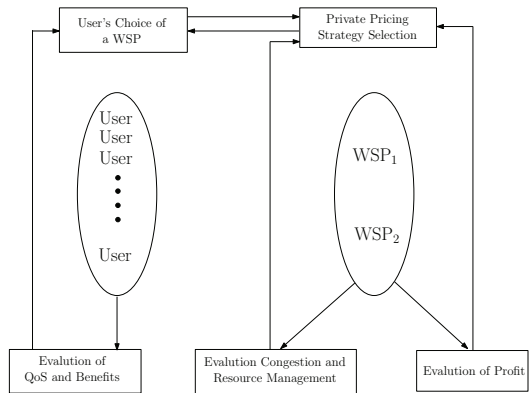 User's Choice of
a WSP
Private Pricing
Strategy Selection
User
User
User
User
WSP1
WSP2
Evalution of
QoS and Benefits
Evalution Congestion and
Resource Management
Evaluation of Profit